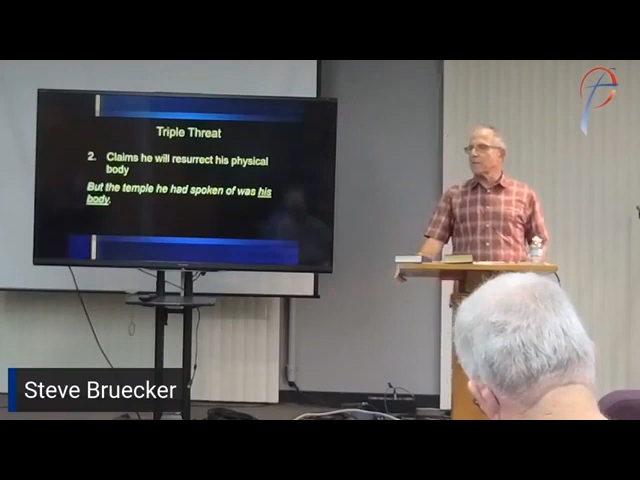 Triple Threat
2. Claims he will resurrect his physical
body
But the temple he had spoken of was his
body.
Steve Bruecker